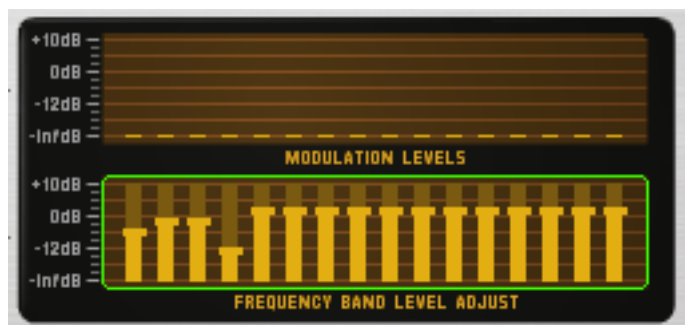 +10dB
0dB
-12dB
-InfdB
MODULATION LEVELS
+10dB
0dB
-12dB
-InfdB
FREQUENCY BAND LEVEL ADJUST